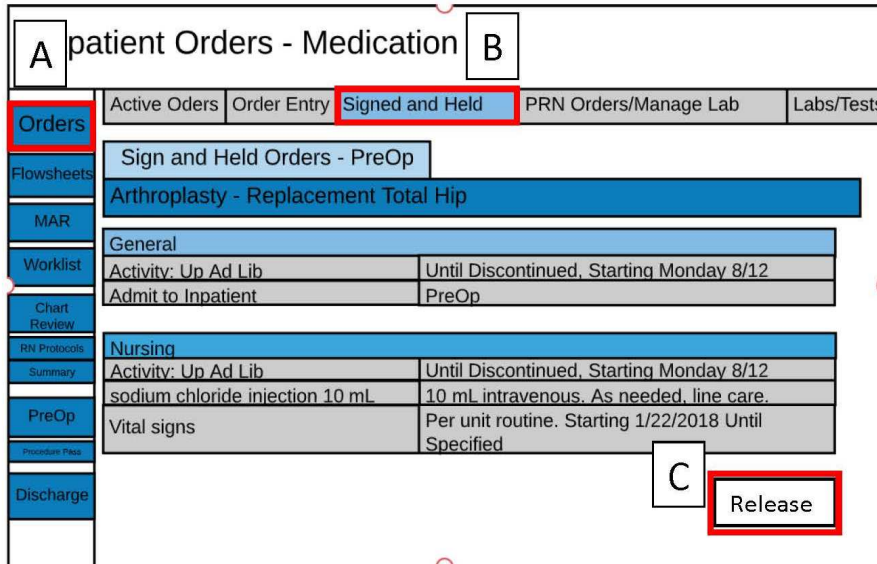 A
patient Orders - Medication
B
Orders
Flowsheets
MAR
Worklist
Chart
Review
RN Protocols
Summary
PreOp
Procedure Pass
Discharge
Active Oders
Order Entry
Signed and Held
PRN Orders/Manage Lab
Labs/Tests
Sign and Held Orders - PreOp
Arthroplasty - Replacement Total Hip
General
Activity: Up Ad Lib
Until Discontinued, Starting Monday 8/12
Admit to Inpatient
PreOp
Nursing
Activity: Up Ad Lib
Until Discontinued, Starting Monday 8/12
sodium chloride injection 10 mL
10 mL intravenous. As needed, line care.
Vital signs
Per unit routine. Starting 1/22/2018 Until
Specified
C
Release